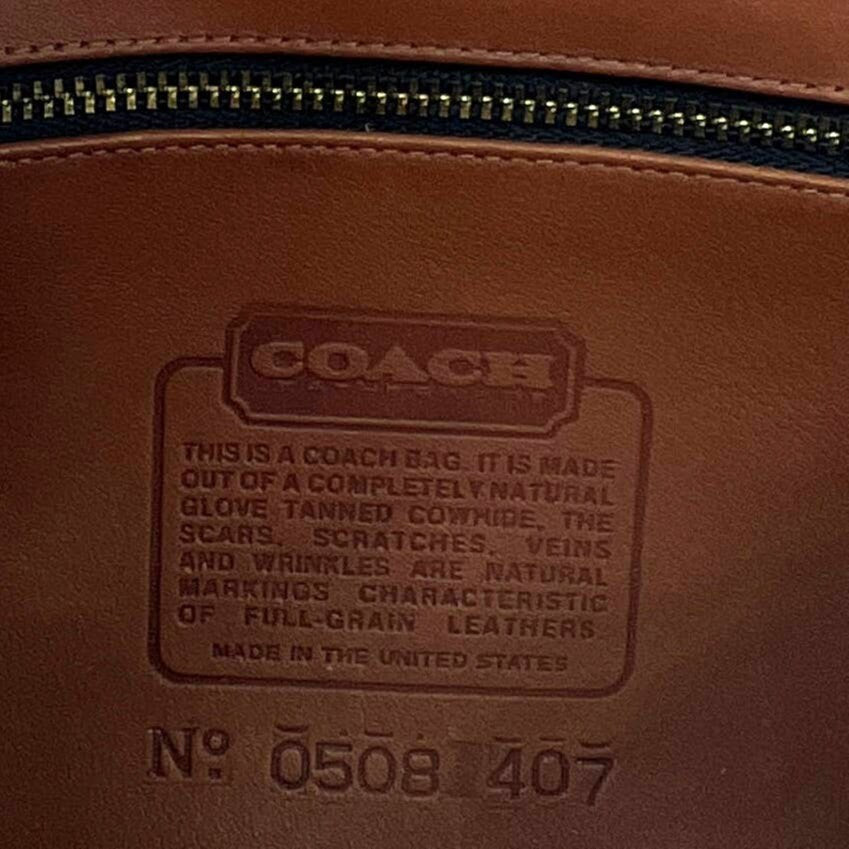 COACH
THIS IS A COACH BAG. IT IS MADE
OUT OF A COMPLETELY NATURAL
GLOVE TANNED COWHIDE, THE
SCARS, SCRATCHES, VEINS
AND WRINKLES ARE NATURAL
MARKINGS CHARACTERISTIC
OF FULL-GRAIN LEATHERS.
MADE IN THE UNITED STATES
Nº: 0508 407